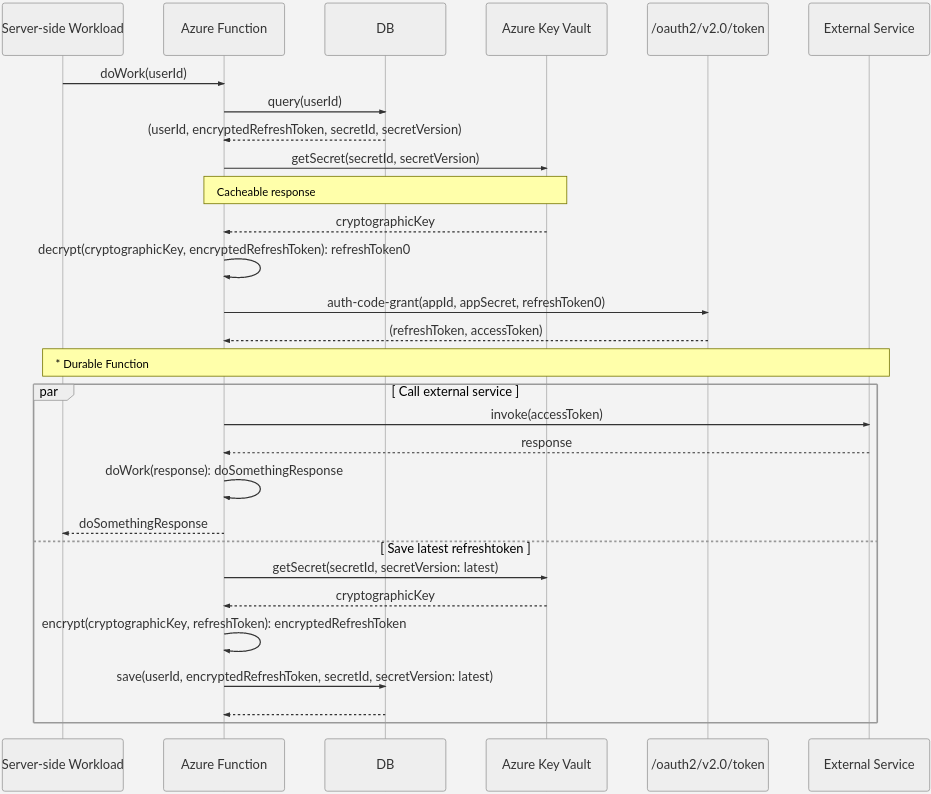 Server-side Workload
Azure Function
DB
Azure Key Vault
/oauth2/v2.0/token
External Service
doWork(userId)
query(userId)
(userId, encryptedRefreshToken, secretId, secretVersion)
getSecret(secretId, secretVersion)
Cacheable response
cryptographicKey
decrypt(cryptographicKey, encryptedRefreshToken): refreshToken0
auth-code-grant(appId, appSecret, refreshToken0)
(refreshToken, accessToken)
* Durable Function
par
[ Call external service ]
invoke(accessToken)
response
doWork(response): doSomethingResponse
doSomethingResponse
[ Save latest refreshtoken ]
getSecret(secretId, secretVersion: latest)
cryptographicKey
encrypt(cryptographicKey, refreshToken): encryptedRefreshToken
save(userId, encryptedRefreshToken, secretId, secretVersion: latest)
Server-side Workload
Azure Function
DB
Azure Key Vault
/oauth2/v2.0/token
External Service